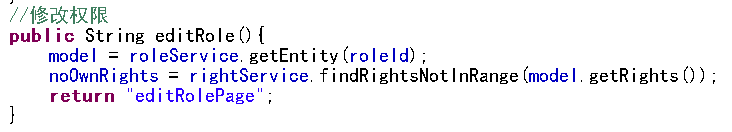 //修改权限
public String editRole(){
    model = roleService.getEntity(roleId);
    noOwnRights = rightService.findRightsNotInRange(model.getRights());
    return "editRolePage";
}